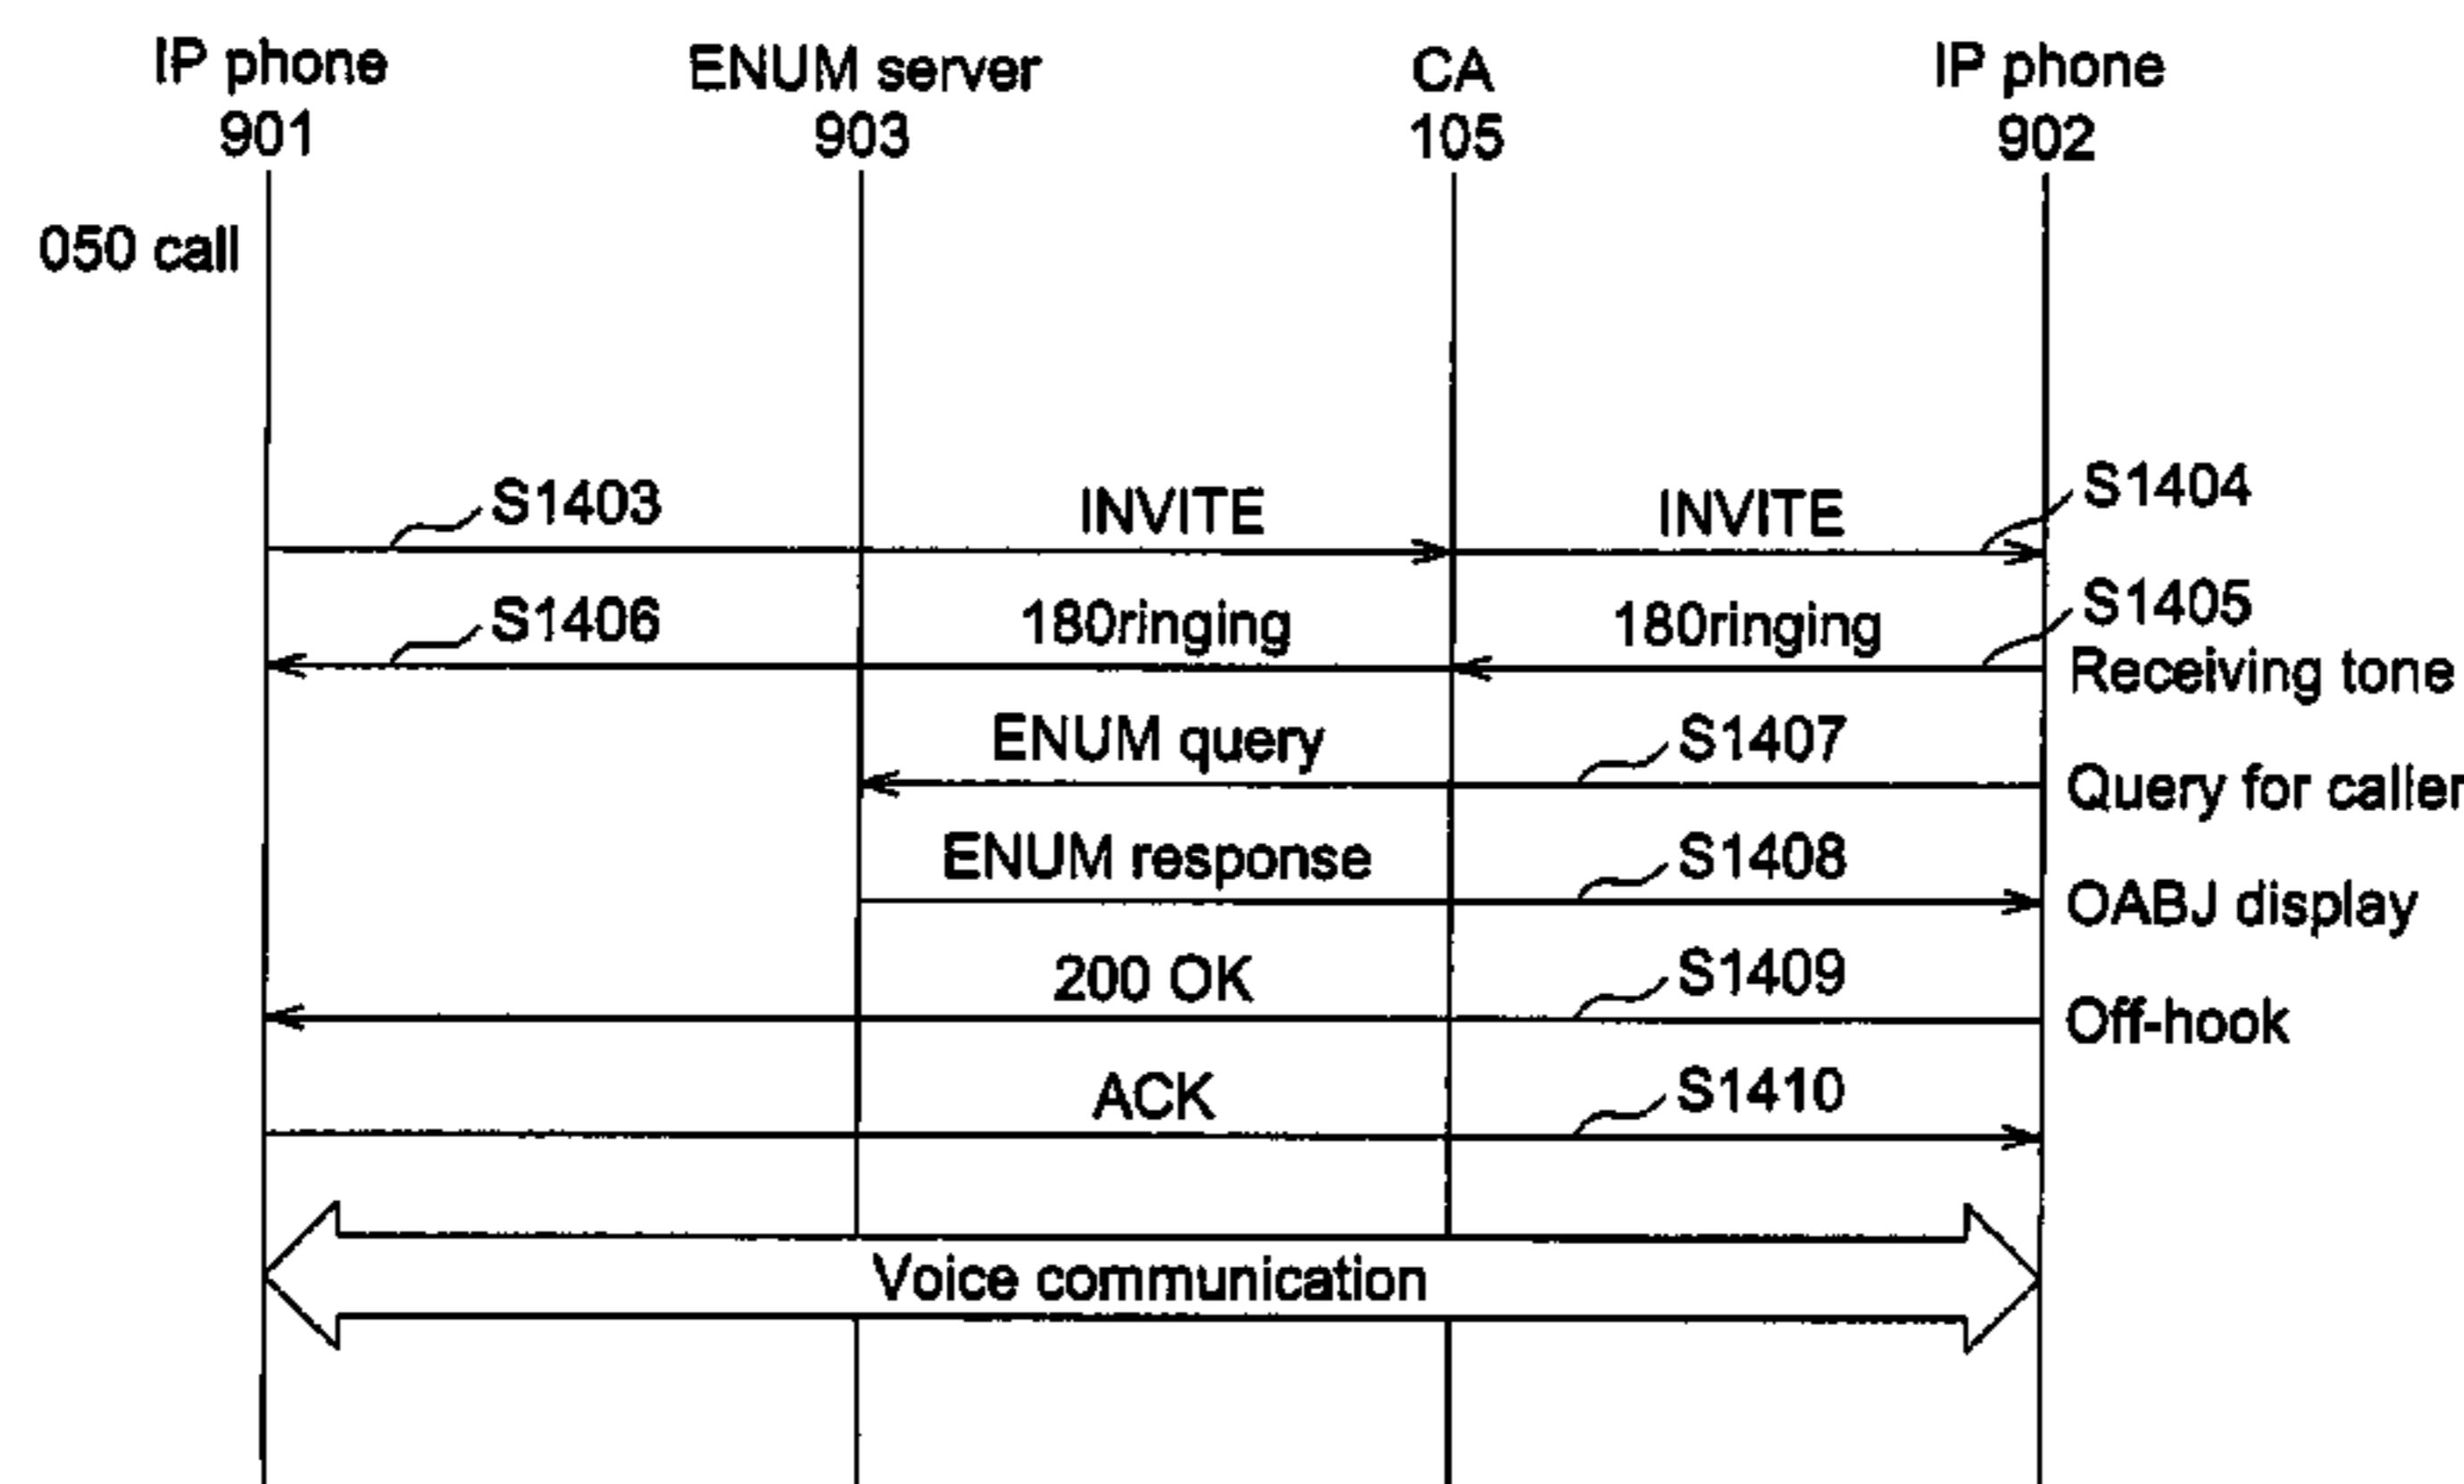 IP phone
901
ENUM server
903
CA
105
IP phone
902
050 call
S1403
INVITE
INVITE
S1404
S1406
180ringing
180ringing
S1405
Receiving tone
ENUM query
S1407
Query for caller
ENUM response
S1408
OABJ display
200 OK
S1409
Off-hook
ACK
S1410
Voice communication